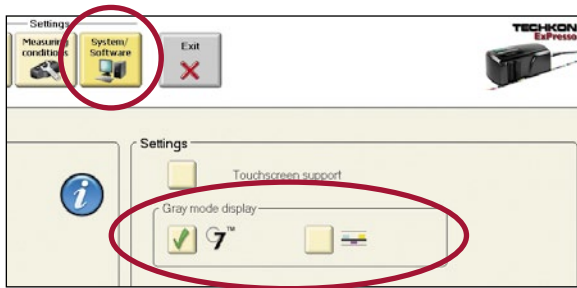 Settings
Measuring
conditions
System/
Software
Exit
TECHKON
ExPresso
Settings
Touchscreen support
Gray mode display
G7™